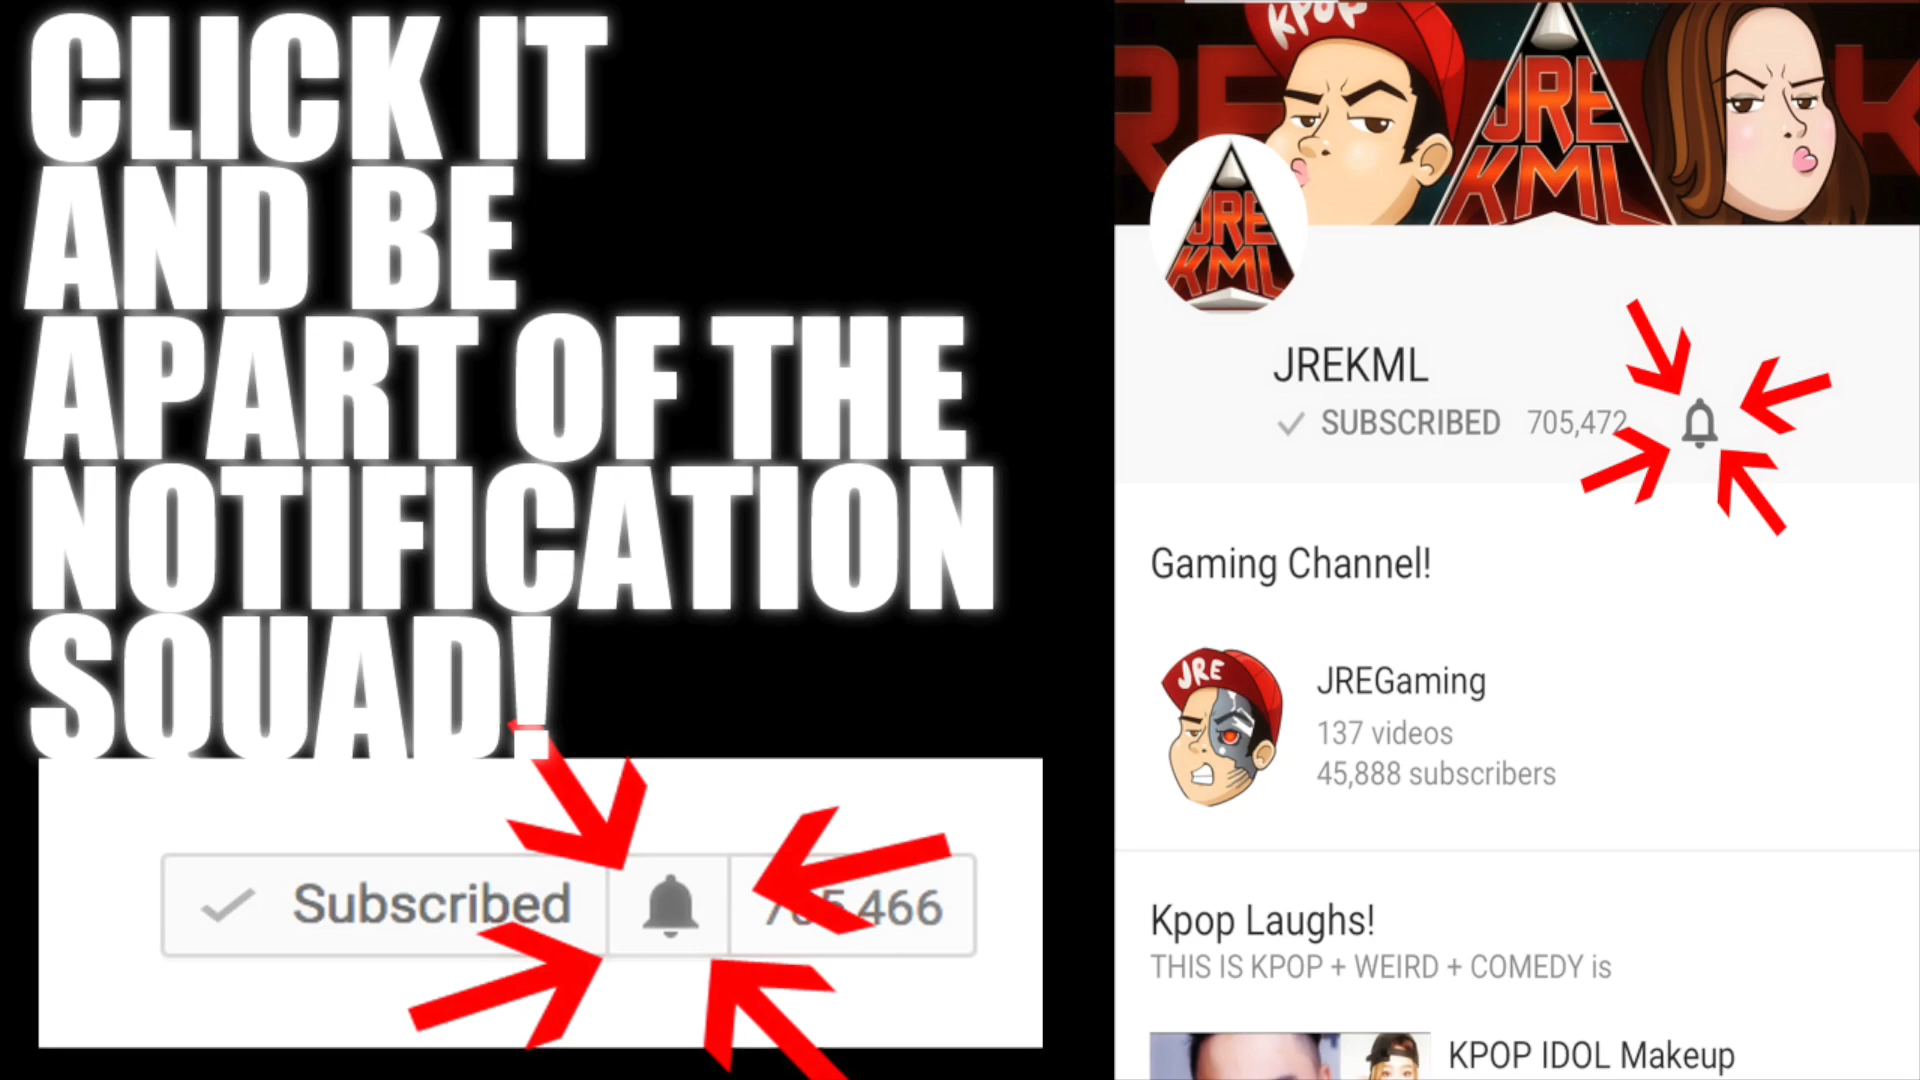 CLICK IT
AND BE
APART OF THE
NOTIFICATION
SQUAD!
Subscribed
466
KPOP
JRE
KML
JRE
KML
JREKML
SUBSCRIBED 705,472
Gaming Channel!
JRE
JREGaming
137 videos
45,888 subscribers
Kpop Laughs!
THIS IS KPOP + WEIRD + COMEDY is
KPOP IDOL Makeup